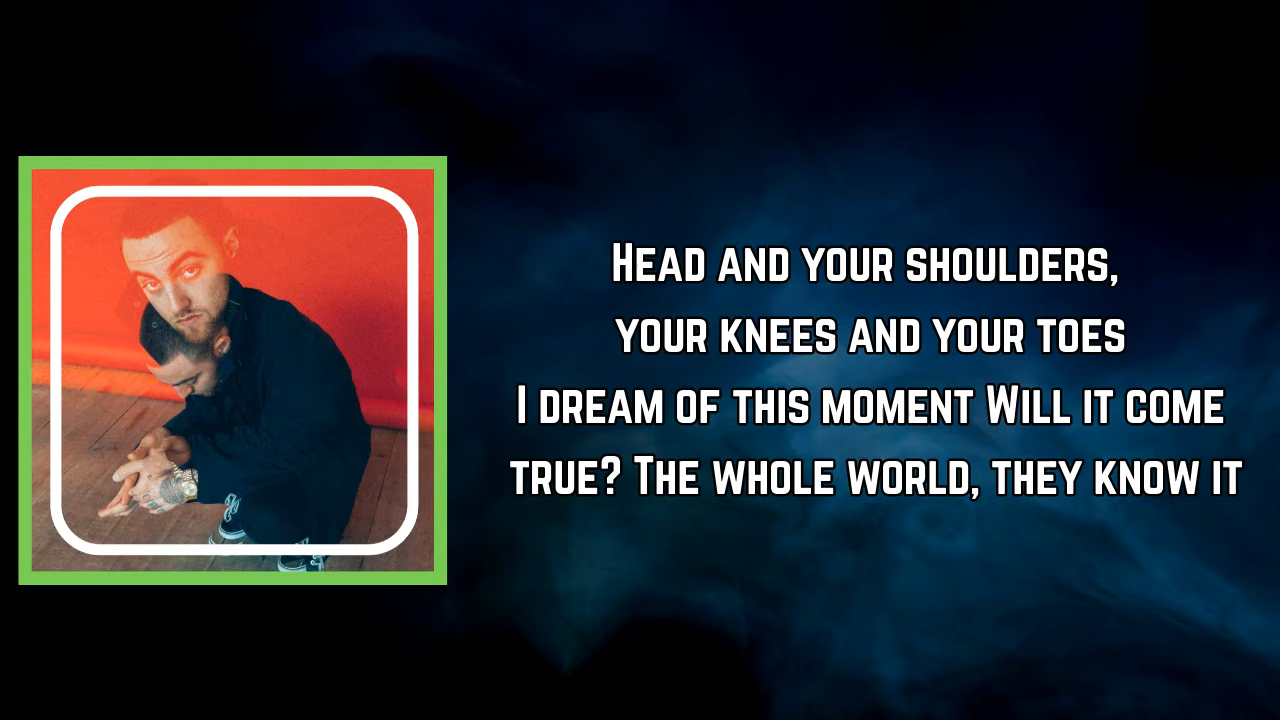 Head and your shoulders,
your knees and your toes
I dream of this moment Will it come
true? The whole world, they know it